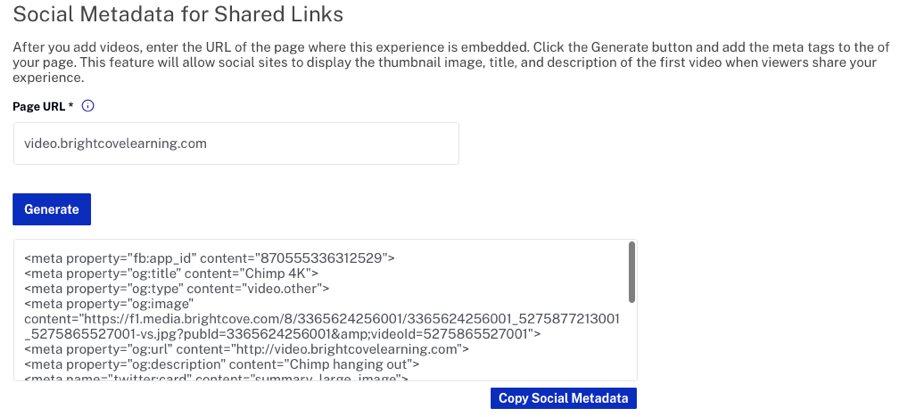 Social Metadata for Shared Links
After you add videos, enter the URL of the page where this experience is embedded. Click the Generate button and add the meta tags to the of
your page. This feature will allow social sites to display the thumbnail image, title, and description of the first video when viewers share your
experience.
Page URL *
video.brightcovelearning.com
Generate
<meta property="fb:app_id" content="870555336312529">
<meta property="og:title" content="Chimp 4K">
<meta property="og:type" content="video.other">
<meta property="og:image"
content="https://f1.media.brightcove.com/8/3365624256001/3365624256001_5275877213001
_5275865527001-vs.jpg?pubId=3365624256001&amp;videoId=5275865527001">
<meta property="og:url" content="http://video.brightcovelearning.com">
<meta property="og:description" content="Chimp hanging out">
<meta name="twitter:card" content="summary_large_image">
Copy Social Metadata